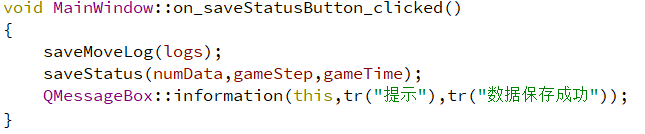 void MainWindow::on_saveStatusButton_clicked()
{
    saveMoveLog(logs);
    saveStatus(numData,gameStep,gameTime);
    QMessageBox::information(this,tr("提示"),tr("数据保存成功"));
}